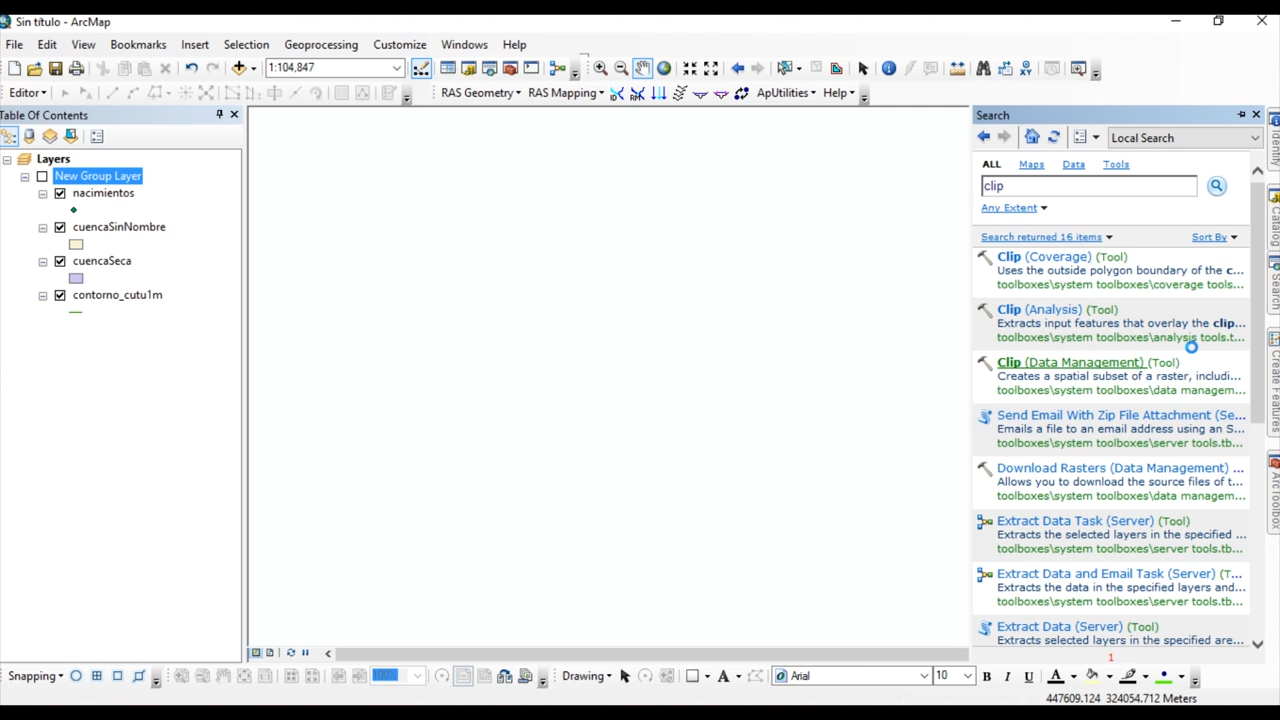 Sin título - ArcMap
File Edit View Bookmarks Insert Selection Geoprocessing Customize Windows Help
1:104,847
Editor RAS Geometry RAS Mapping ID RM ApUtilities Help
Table Of Contents
Layers
New Group Layer
nacimientos
cuencaSinNombre
cuencaSeca
contorno_cutu1m
Search
Local Search
ALL Maps Data Tools
clip
Any Extent
Search returned 16 items Sort By
Clip (Coverage) (Tool)
Uses the outside polygon boundary of the c...
toolboxes\system toolboxes\coverage tools...
Clip (Analysis) (Tool)
Extracts input features that overlay the clip...
toolboxes\system toolboxes\analysis tools.t...
Clip (Data Management) (Tool)
Creates a spatial subset of a raster, includi...
toolboxes\system toolboxes\data managem...
Send Email With Zip File Attachment (Se...
Emails a file to an email address using an S...
toolboxes\system toolboxes\server tools.tb...
Download Rasters (Data Management) ...
Allows you to download the source files of t...
toolboxes\system toolboxes\data managem...
Extract Data Task (Server) (Tool)
Extracts the selected layers in the specified ...
toolboxes\system toolboxes\server tools.tb...
Extract Data and Email Task (Server) (T...
Extracts the data in the specified layers and...
toolboxes\system toolboxes\server tools.tb...
Extract Data (Server) (Tool)
Extracts selected layers in the specified are...
1
Identity
Catalog
Search
Create Features
ArcToolbox
Snapping 100% Drawing A Arial 10 B I U A
447609.124 324054.712 Meters